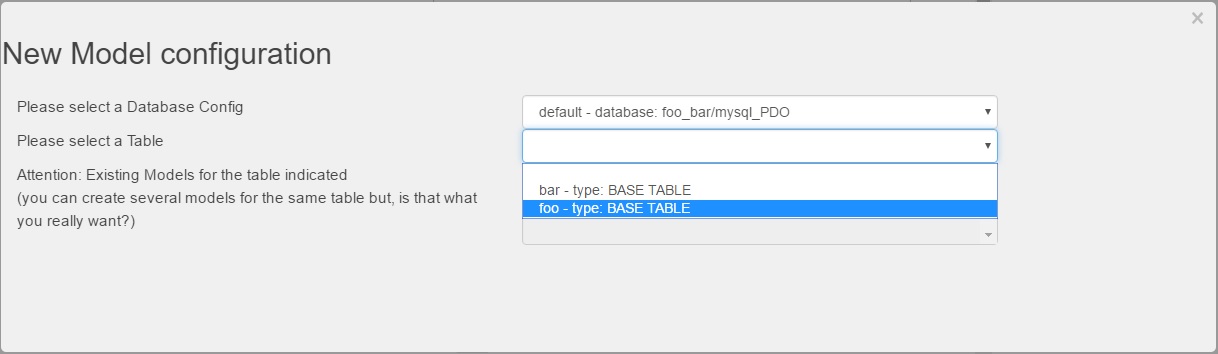 ×
New Model configuration
Please select a Database Config
default - database: foo_bar/mysql_PDO
Please select a Table
Attention: Existing Models for the table indicated
(you can create several models for the same table but, is that what
you really want?)
bar - type: BASE TABLE
foo - type: BASE TABLE